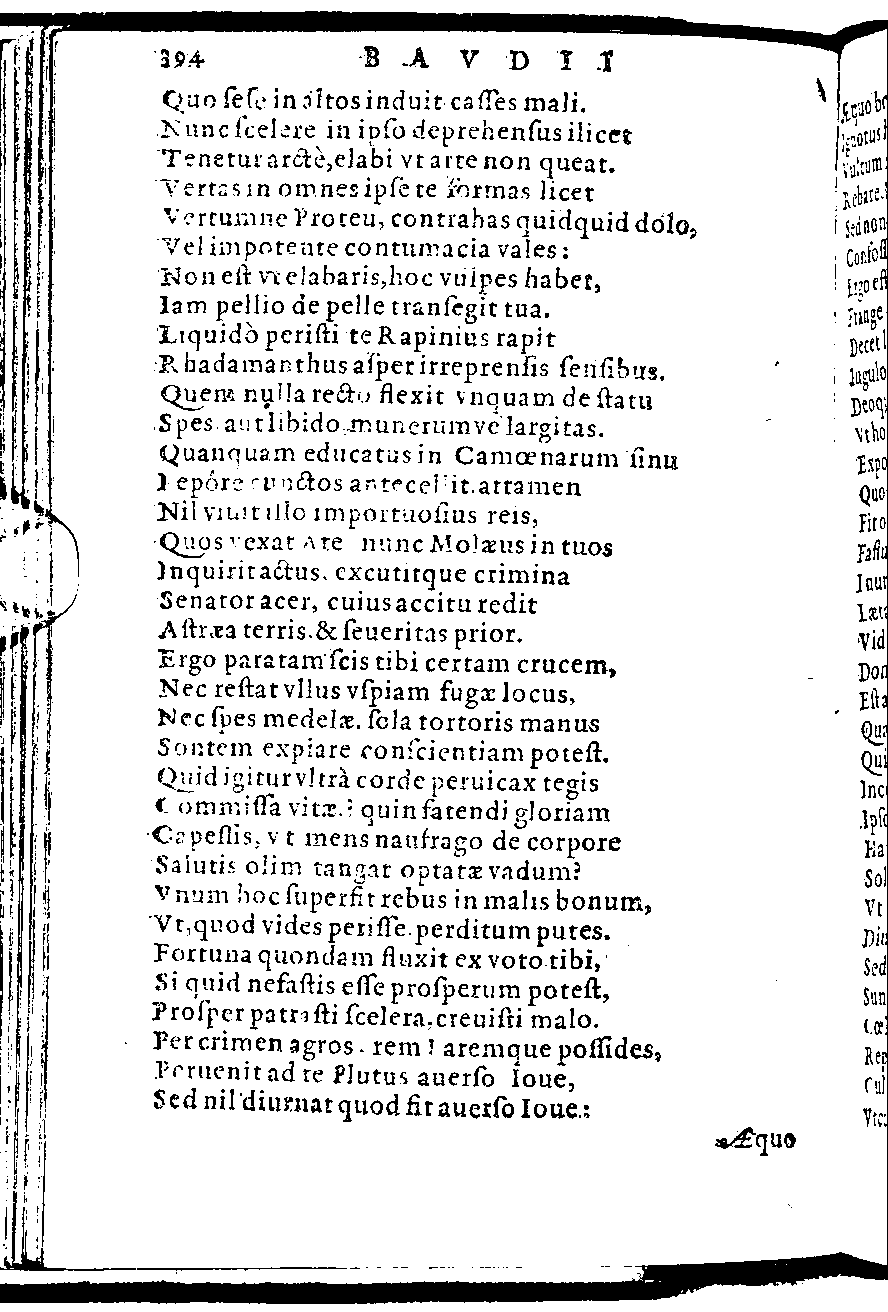 394 BAVDII
Quo ſeſe in altos induit caſſes mali.
Nunc ſcelere in ipſo deprehenſus ilicet
Tenetur arctè, elabi vt arte non queat.
Vertas in omnes ipſe te formas licet
Vertumne Proteu, contrahas quidquid dolo,
Vel impotente contumacia vales:
Non eſt vt elabaris, hoc vulpes habet,
Iam pellio de pelle tranſegit tua.
Liquidò periſti te Rapinius rapit
Rhadamanthus aſper irreprenſis ſenſibus.
Quem nulla recto flexit vnquam de ſtatu
Spes aut libido, munerumve largitas.
Quanquam educatus in Camœnarum ſinu
Lepóre cunctos antecellit. attamen
Nil viuit illo importuoſius reis,
Quos vexat nunc Molæus in tuos
Inquirit actus, excutitque crimina
Senator acer, cuius accitu redit
Aſtræa terris. & ſeueritas prior.
Ergo paratam ſcis tibi certam crucem,
Nec reſtat vllus vſpiam fugæ locus,
Nec ſpes medelæ. ſola tortoris manus
Sontem expiare conſcientiam poteſt.
Quid igitur vltrà corde peruicax tegis
Commiſſa vitæ? quin fatendi gloriam
Capeſſis, vt mens naufrago de corpore
Salutis olim tangat optatæ vadum?
Vnum hoc ſuperfit rebus in malis bonum,
Vt, quod vides periſſe. perditum putes.
Fortuna quondam fluxit ex voto tibi,
Si quid nefaſtis eſſe proſperum poteſt,
Proſper patraſti ſcelera, creuiſti malo.
Per crimen agros. rem Laremque poſſides,
Peruenit ad te Plutus auerſo Ioue,
Sed nil diurnat quod fit auerſo Ioue.:
Æquo
Æquo bo
Ignotus
Vultum
Rebare.
Sed non
Confoſſ
Ergo eſt
Frange
Decet
Iugulo
Deoq
Vt ho
Expo
Quo
Fito
Faſtu
Inur
Læta
Vid
Don
Eſta
Qua
Qui
Inc
Ipſo
Ha
Sol
Vt
Diu
Sed
Sun
Cœ
Rep
Cul
Vtc